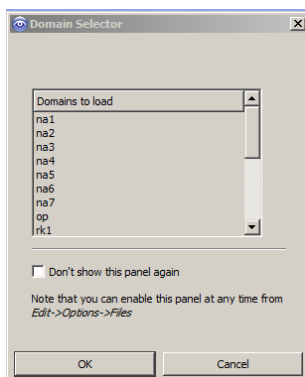 Domain Selector
Domains to load
na1
na2
na3
na4
na5
na6
na7
op
rk1
Don't show this panel again
Note that you can enable this panel at any time from
Edit->Options->Files
OK
Cancel